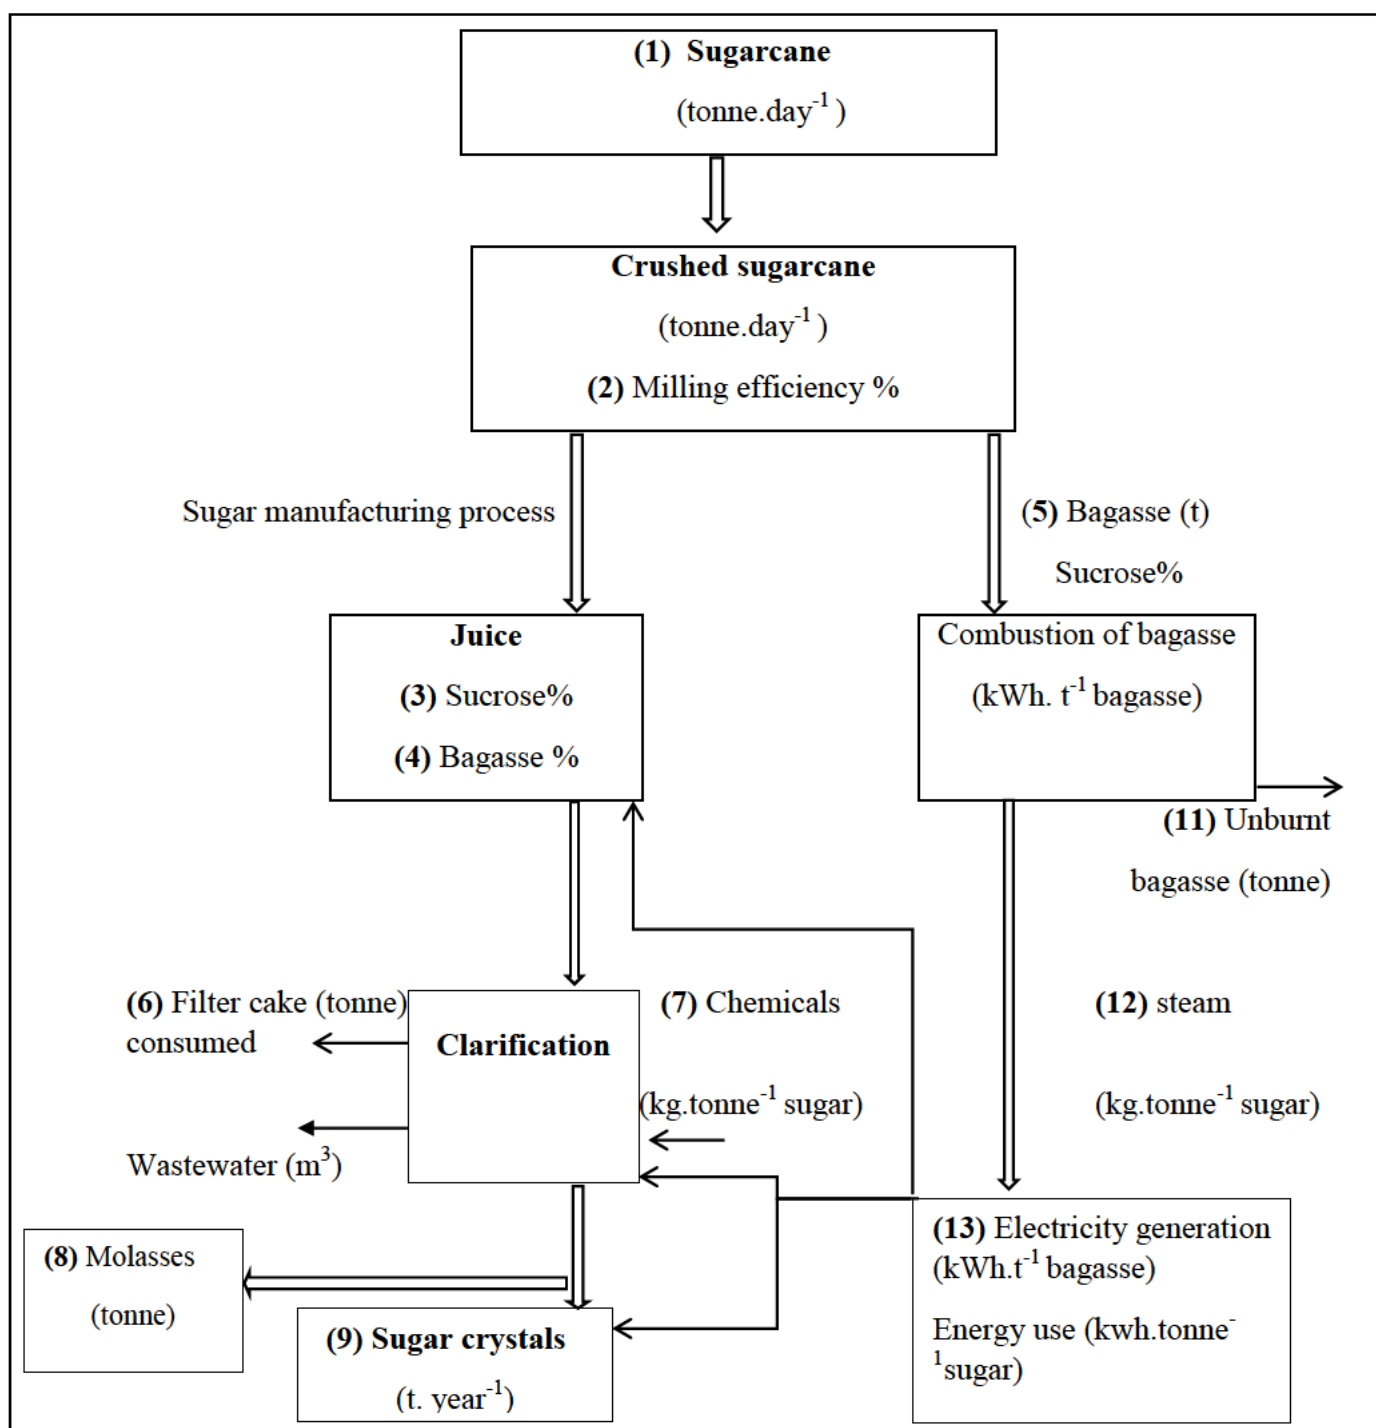 (1) Sugarcane
(tonne.day⁻¹ )
Crushed sugarcane
(tonne.day⁻¹ )
(2) Milling efficiency %
Sugar manufacturing process
(5) Bagasse (t)
Sucrose%
Juice
(3) Sucrose%
(4) Bagasse %
Combustion of bagasse
(kWh. t⁻¹ bagasse)
(11) Unburnt
bagasse (tonne)
(6) Filter cake (tonne)
consumed
Clarification
(7) Chemicals
(kg.tonne⁻¹ sugar)
(12) steam
(kg.tonne⁻¹ sugar)
Wastewater (m³)
(8) Molasses
(tonne)
(9) Sugar crystals
(t. year⁻¹)
(13) Electricity generation
(kWh.t⁻¹ bagasse)
Energy use (kwh.tonne⁻
¹sugar)